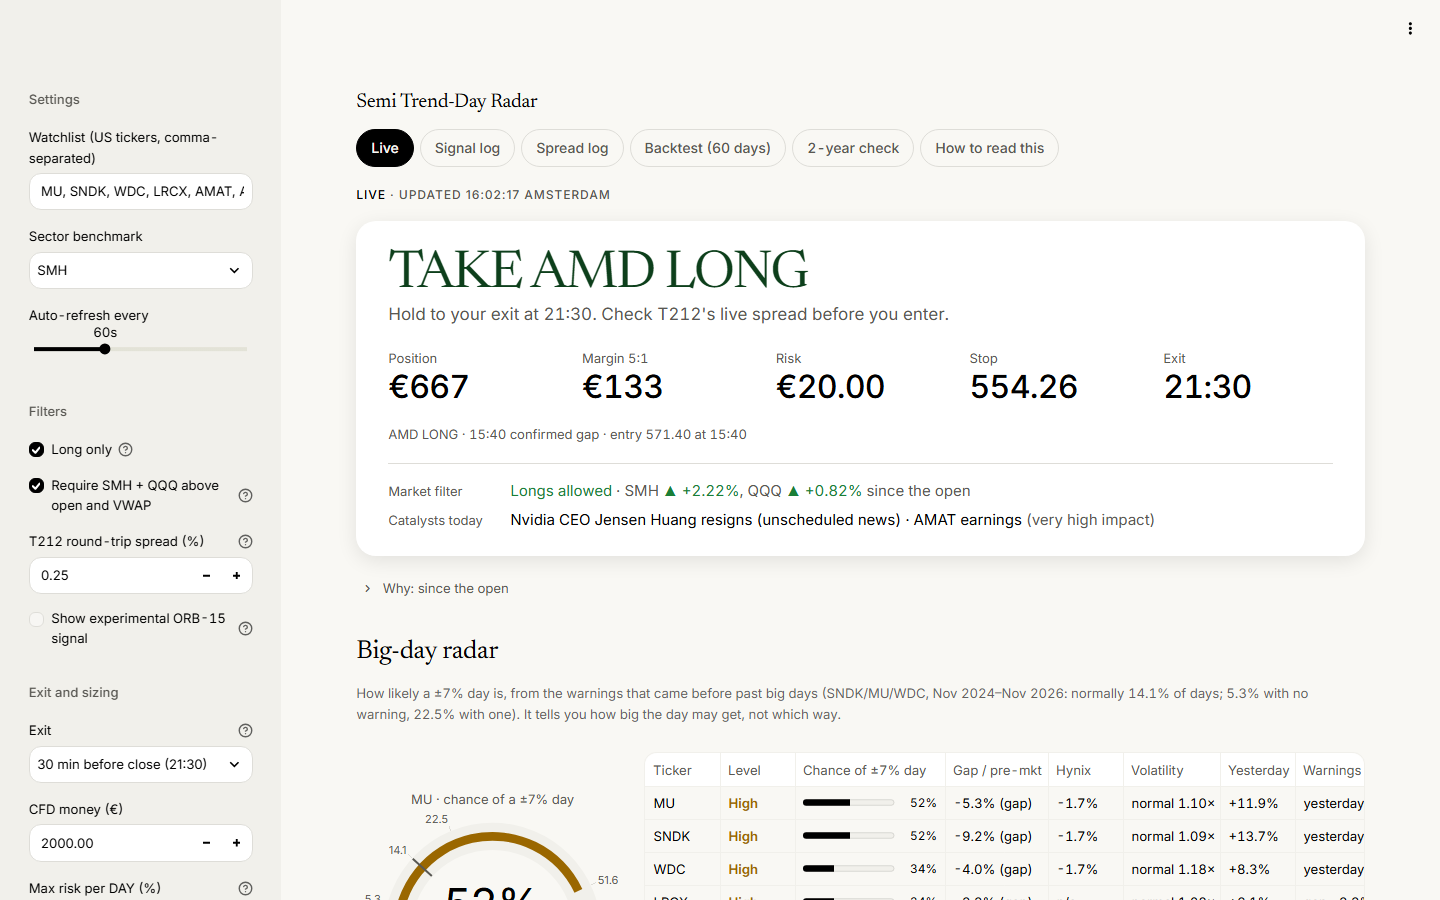 Settings
Watchlist (US tickers, comma-
separated)
MU, SNDK, WDC, LRCX, AMAT,
Sector benchmark
SMH
Auto-refresh every
60s
Filters
Long only
Require SMH + QQQ above
open and VWAP
T212 round-trip spread (%)
0.25
Show experimental ORB-15
signal
Exit and sizing
Exit
30 min before close (21:30)
CFD money (€)
2000.00
Max risk per DAY (%)
Semi Trend-Day Radar
Live
Signal log
Spread log
Backtest (60 days)
2-year check
How to read this
LIVE · UPDATED 16:02:17 AMSTERDAM
TAKE AMD LONG
Hold to your exit at 21:30. Check T212's live spread before you enter.
Position Margin 5:1 Risk Stop Exit
€667 €133 €20.00 554.26 21:30
AMD LONG · 15:40 confirmed gap · entry 571.40 at 15:40
Market filter Longs allowed · SMH ▲ +2.22%, QQQ ▲ +0.82% since the open
Catalysts today Nvidia CEO Jensen Huang resigns (unscheduled news) · AMAT earnings (very high impact)
Why: since the open
Big-day radar
How likely a ±7% day is, from the warnings that came before past big days (SNDK/MU/WDC, Nov 2024–Nov 2026: normally 14.1% of days; 5.3% with no
warning, 22.5% with one). It tells you how big the day may get, not which way.
MU · chance of a ±7% day
22.5
14.1
51.6
5.3
52%
Ticker Level Chance of ±7% day Gap / pre-mkt Hynix Volatility Yesterday Warnings
MU High 52% -5.3% (gap) -1.7% normal 1.10× +11.9% yesterday
SNDK High 52% -9.2% (gap) -1.7% normal 1.09× +13.7% yesterday
WDC High 34% -4.0% (gap) -1.7% normal 1.18× +8.3% yesterday